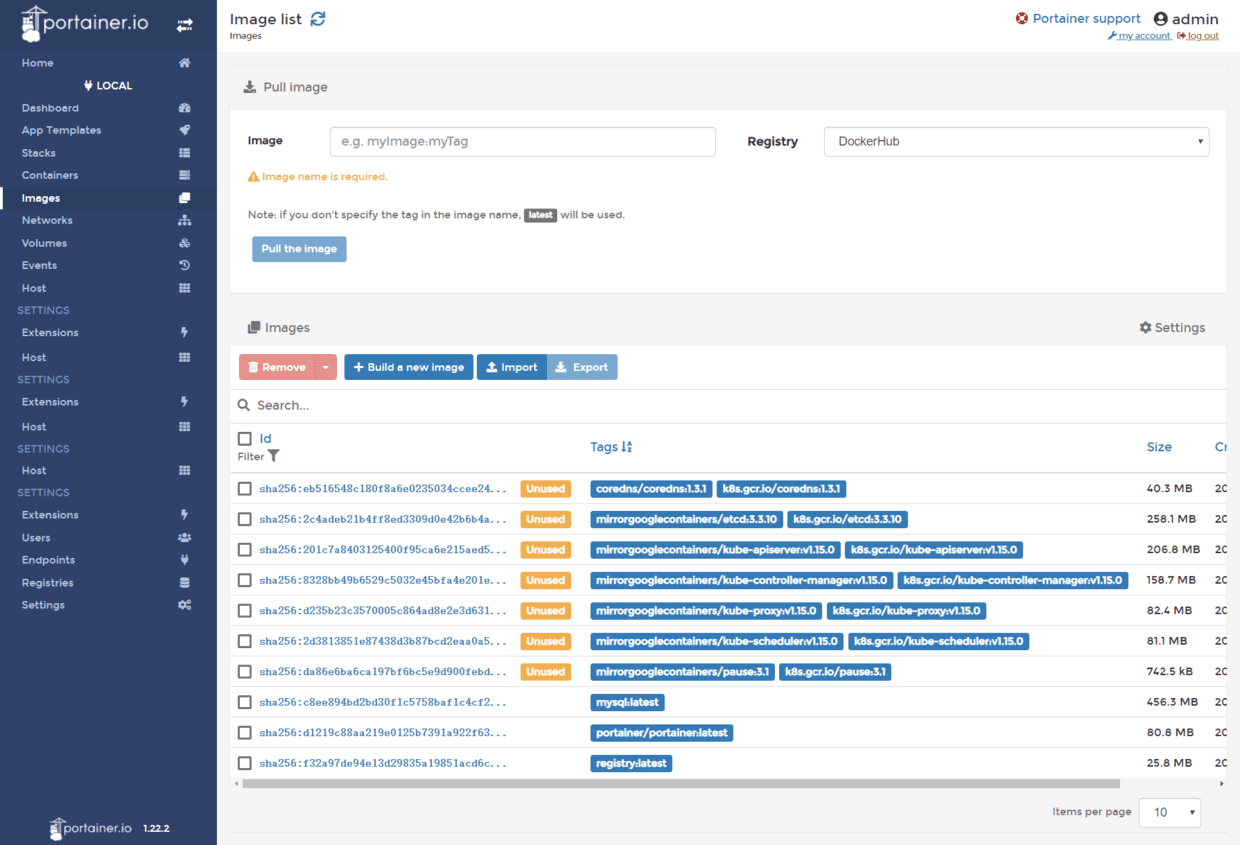 portainer.io
Image list
Images
Portainer support admin
my account log out
Home
LOCAL
Dashboard
App Templates
Stacks
Containers
Images
Networks
Volumes
Events
Host
SETTINGS
Extensions
Host
SETTINGS
Extensions
Host
SETTINGS
Host
SETTINGS
Extensions
Users
Endpoints
Registries
Settings
portainer.io 1.22.2
Pull image
Image e.g. myImage:myTag Registry DockerHub
Image name is required.
Note: if you don't specify the tag in the image name, latest will be used.
Pull the image
Images Settings
Remove Build a new image Import Export
Search...
Id Tags Size Cr
Filter
sha256:eb516548c180f8a6e0235034ccee24... Unused coredns/coredns:1.3.1 k8s.gcr.io/coredns:1.3.1 40.3 MB 20
sha256:2c4adeb21b4ff8ed3309d0e42b6b4a... Unused mirrorgooglecontainers/etcd:3.3.10 k8s.gcr.io/etcd:3.3.10 258.1 MB 20
sha256:201c7a8403125400f95ca6e215aed5... Unused mirrorgooglecontainers/kube-apiserver:v1.15.0 k8s.gcr.io/kube-apiserver:v1.15.0 206.8 MB 20
sha256:8328bb49b6529c5032e45bfa4e201e... Unused mirrorgooglecontainers/kube-controller-manager:v1.15.0 k8s.gcr.io/kube-controller-manager:v1.15.0 158.7 MB 20
sha256:d235b23c3570005c864ad8e2e3d631... Unused mirrorgooglecontainers/kube-proxy:v1.15.0 k8s.gcr.io/kube-proxy:v1.15.0 82.4 MB 20
sha256:2d3813851e87438d3b87bcd2eaa0a5... Unused mirrorgooglecontainers/kube-scheduler:v1.15.0 k8s.gcr.io/kube-scheduler:v1.15.0 81.1 MB 20
sha256:da86e6ba6ca197bf6bc5e9d900febd... Unused mirrorgooglecontainers/pause:3.1 k8s.gcr.io/pause:3.1 742.5 kB 20
sha256:c8ee894bd2bd30f1c5758baf1c4cf2... mysql:latest 456.3 MB 20
sha256:d1219c88aa219e0125b7391a922f63... portainer/portainer:latest 80.8 MB 20
sha256:f32a97de94e13d29835a19851acd6c... registry:latest 25.8 MB 20
Items per page 10